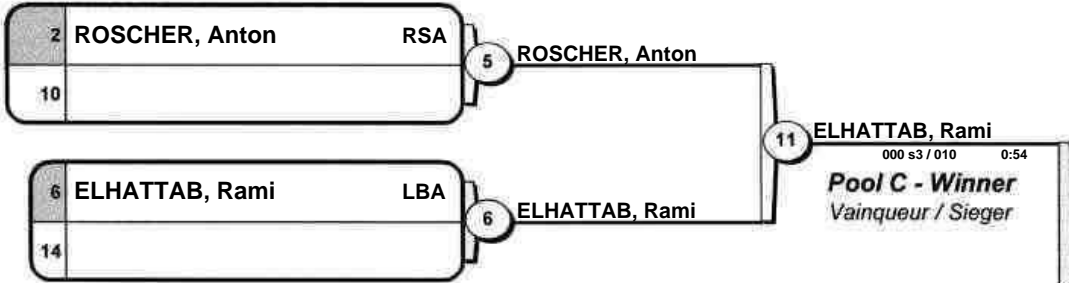 2 ROSCHER, Anton RSA
10
5 ROSCHER, Anton
6 ELHATTAB, Rami LBA
14
6 ELHATTAB, Rami
11 ELHATTAB, Rami
000 s3 / 010 0:54
Pool C - Winner
Vainqueur / Sieger